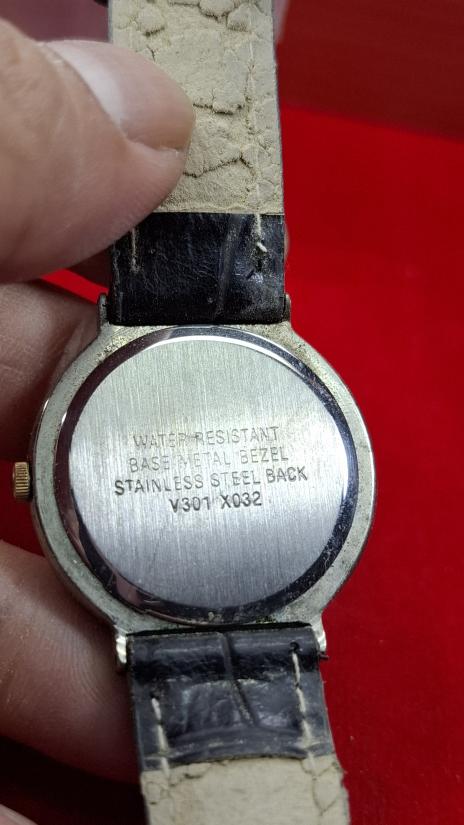 WATER RESISTANT
BASE METAL BEZEL
STAINLESS STEEL BACK
V301 X032